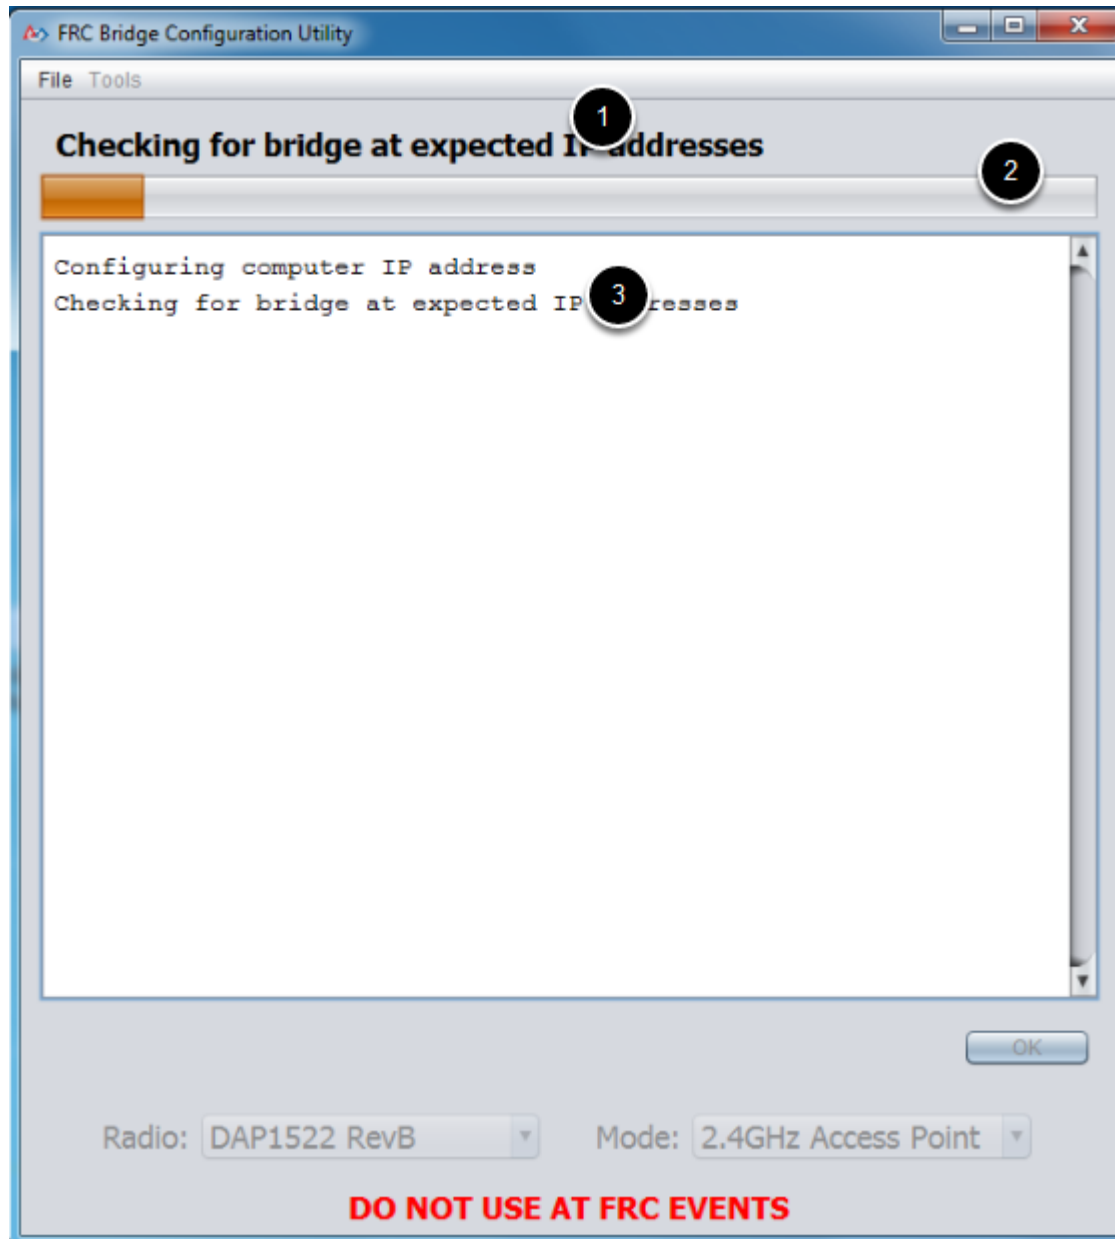 FRC Bridge Configuration Utility
File Tools
1
Checking for bridge at expected IP addresses
2
Configuring computer IP address
Checking for bridge at expected IP resses
3
OK
Radio: DAP1522 RevB Mode: 2.4GHz Access Point
DO NOT USE AT FRC EVENTS